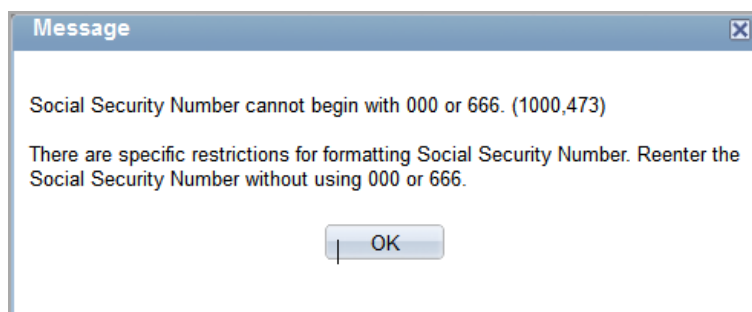 Message
Social Security Number cannot begin with 000 or 666. (1000,473)
There are specific restrictions for formatting Social Security Number. Reenter the
Social Security Number without using 000 or 666.
OK